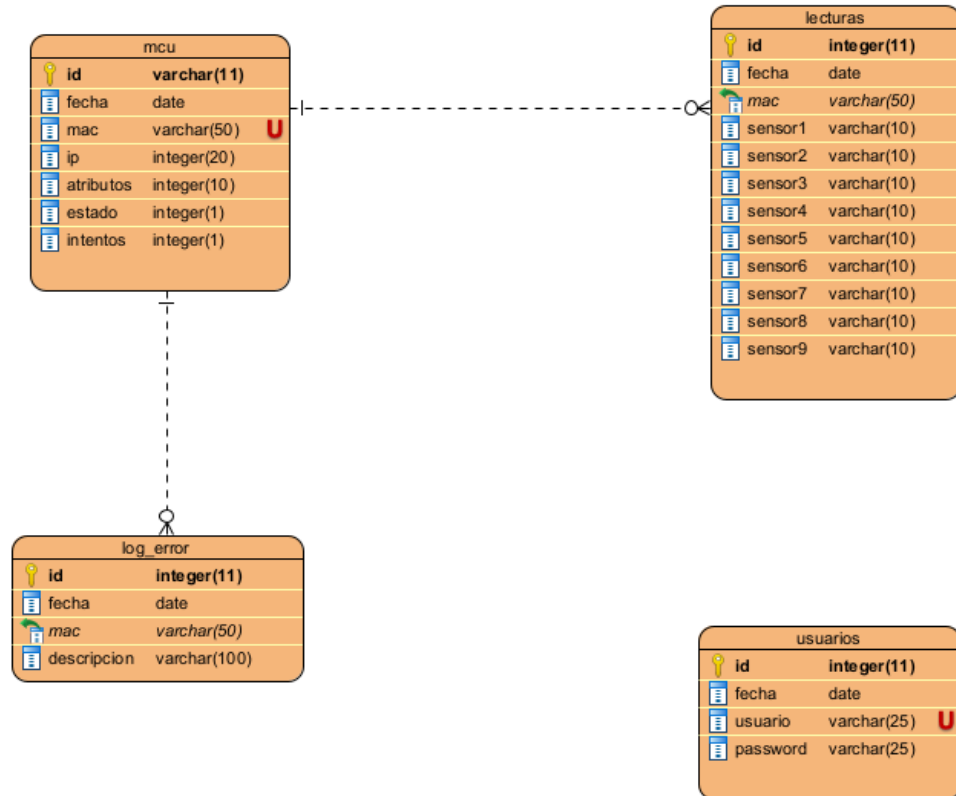 mcu
id varchar(11)
fecha date
mac varchar(50) U
ip integer(20)
atributos integer(10)
estado integer(1)
intentos integer(1)
lecturas
id integer(11)
fecha date
mac varchar(50)
sensor1 varchar(10)
sensor2 varchar(10)
sensor3 varchar(10)
sensor4 varchar(10)
sensor5 varchar(10)
sensor6 varchar(10)
sensor7 varchar(10)
sensor8 varchar(10)
sensor9 varchar(10)
log_error
id integer(11)
fecha date
mac varchar(50)
descripcion varchar(100)
usuarios
id integer(11)
fecha date
usuario varchar(25) U
password varchar(25)